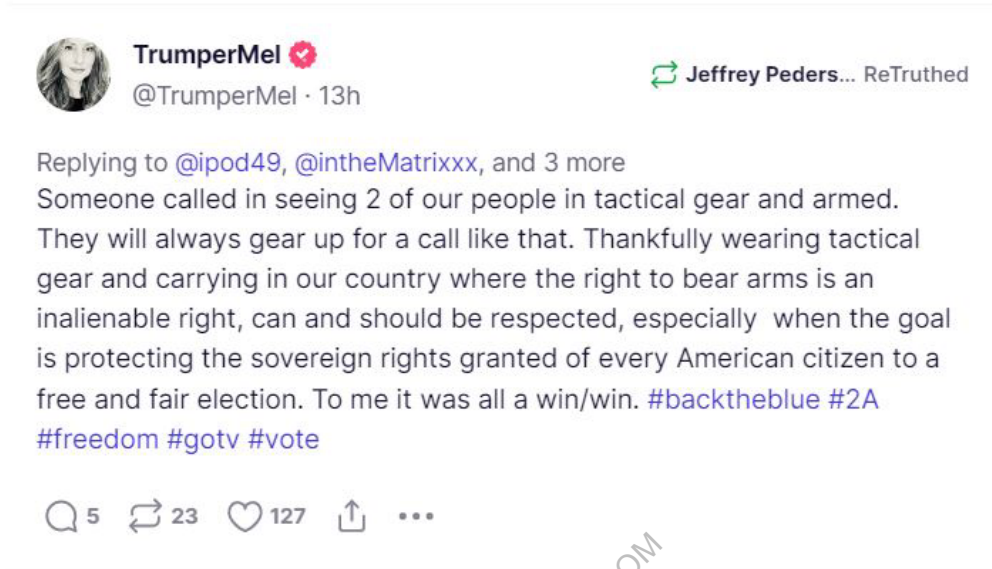 TrumperMel
Jeffrey Peders... ReTruthed
@TrumperMel · 13h
Replying to @ipod49, @intheMatrixxx, and 3 more
Someone called in seeing 2 of our people in tactical gear and armed.
They will always gear up for a call like that. Thankfully wearing tactical
gear and carrying in our country where the right to bear arms is an
inalienable right, can and should be respected, especially  when the goal
is protecting the sovereign rights granted of every American citizen to a
free and fair election. To me it was all a win/win. #backtheblue #2A
#freedom #gotv #vote
5 23 127 •••
OM